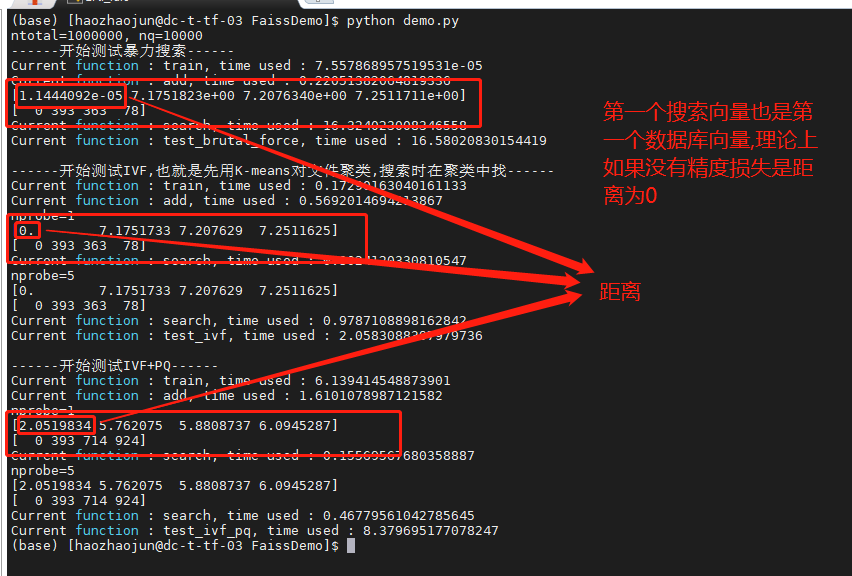 (base) [haozhaojun@dc-t-tf-03 FaissDemo]$ python demo.py
ntotal=1000000, nq=10000
------开始测试暴力搜索------
Current function : train, time used : 7.557868957519531e-05
Current function : add, time used : 0.22051382064819336
[1.1444092e-05 7.1751823e+00 7.2076340e+00 7.2511711e+00]
[ 0 393 363 78]
Current function : search, time used : 16.324023008346558
Current function : test_brutal_force, time used : 16.58020830154419
------开始测试IVF,也就是先用K-means对文件聚类,搜索时在聚类中找------
Current function : train, time used : 0.17290163040161133
Current function : add, time used : 0.5692014694213867
nprobe=1
[0. 7.1751733 7.207629 7.2511625]
[ 0 393 363 78]
Current function : search, time used :
nprobe=5
[0. 7.1751733 7.207629 7.2511625]
[ 0 393 363 78]
Current function : search, time used : 0.9787108898162842
Current function : test_ivf, time used :
------开始测试IVF+PQ------
Current function : train, time used : 6.139414548873901
Current function : add, time used : 1.6101078987121582
nprobe=1
[2.0519834 5.762075 5.8808737 6.0945287]
[ 0 393 714 924]
Current function : search, time used : 0.15569567680358887
nprobe=5
[2.0519834 5.762075 5.8808737 6.0945287]
[ 0 393 714 924]
Current function : search, time used : 0.46779561042785645
Current function : test_ivf_pq, time used : 8.379695177078247
(base) [haozhaojun@dc-t-tf-03 FaissDemo]$
第一个搜索向量也是第
一个数据库向量,理论上
如果没有精度损失是距
离为0
距离